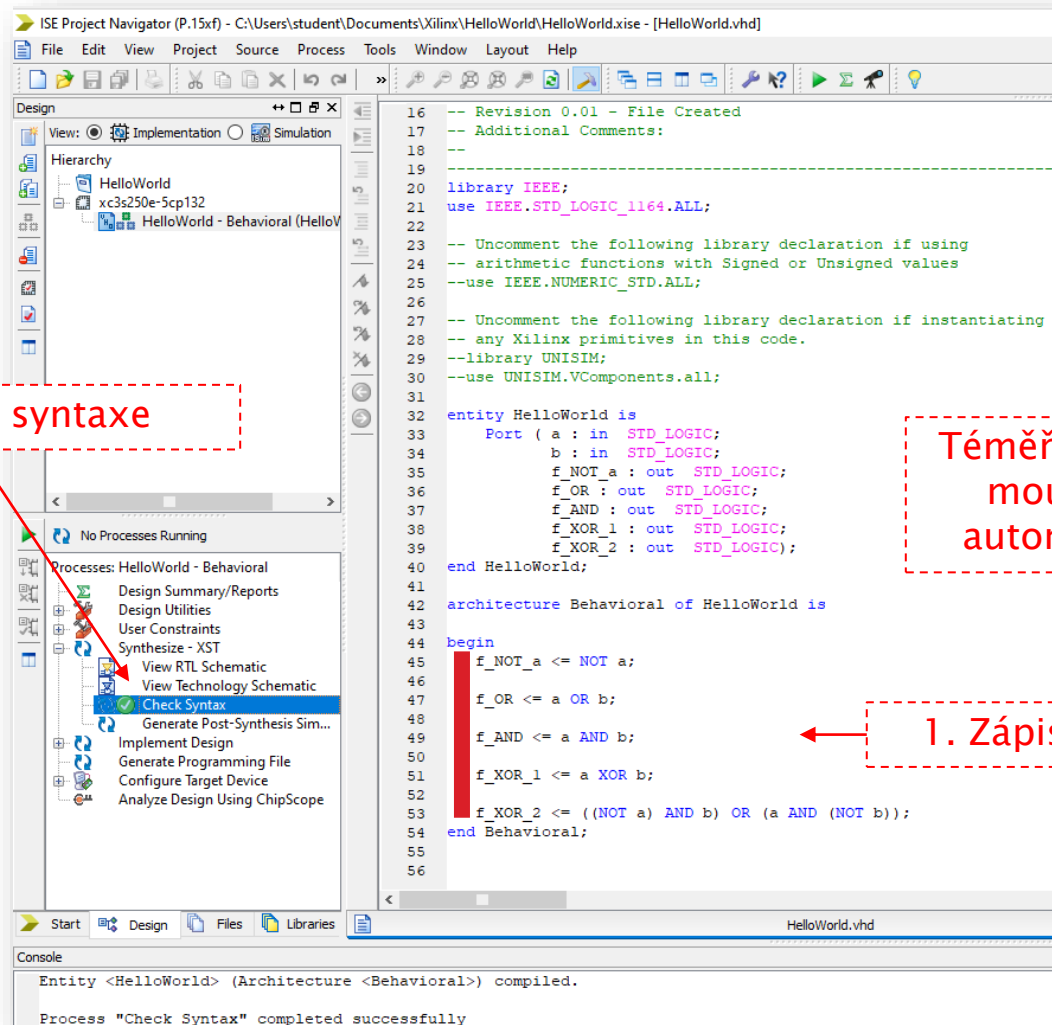 ISE Project Navigator (P.15xf) - C:\Users\student\Documents\Xilinx\HelloWorld\HelloWorld.xise - [HelloWorld.vhd]
File Edit View Project Source Process Tools Window Layout Help
Design
View: Implementation Simulation
Hierarchy
HelloWorld
xc3s250e-5cp132
HelloWorld - Behavioral (HelloW
syntaxe
No Processes Running
Processes: HelloWorld - Behavioral
Design Summary/Reports
Design Utilities
User Constraints
Synthesize - XST
View RTL Schematic
View Technology Schematic
Check Syntax
Generate Post-Synthesis Sim...
Implement Design
Generate Programming File
Configure Target Device
Analyze Design Using ChipScope
Start Design Files Libraries
16 -- Revision 0.01 - File Created
17 -- Additional Comments:
18 --
19 ----------------------------------------------------------------------------------
20 library IEEE;
21 use IEEE.STD_LOGIC_1164.ALL;
22
23 -- Uncomment the following library declaration if using
24 -- arithmetic functions with Signed or Unsigned values
25 --use IEEE.NUMERIC_STD.ALL;
26
27 -- Uncomment the following library declaration if instantiating
28 -- any Xilinx primitives in this code.
29 --library UNISIM;
30 --use UNISIM.VComponents.all;
31
32 entity HelloWorld is
33 Port ( a : in STD_LOGIC;
34 b : in STD_LOGIC;
35 f_NOT_a : out STD_LOGIC;
36 f_OR : out STD_LOGIC;
37 f_AND : out STD_LOGIC;
38 f_XOR_1 : out STD_LOGIC;
39 f_XOR_2 : out STD_LOGIC);
40 end HelloWorld;
41
42 architecture Behavioral of HelloWorld is
43
44 begin
45 f_NOT_a <= NOT a;
46
47 f_OR <= a OR b;
48
49 f_AND <= a AND b;
50
51 f_XOR_1 <= a XOR b;
52
53 f_XOR_2 <= ((NOT a) AND b) OR (a AND (NOT b));
54 end Behavioral;
55
56
Téměř
mou
autor
1. Zápis
HelloWorld.vhd
Console
Entity <HelloWorld> (Architecture <Behavioral>) compiled.
Process "Check Syntax" completed successfully